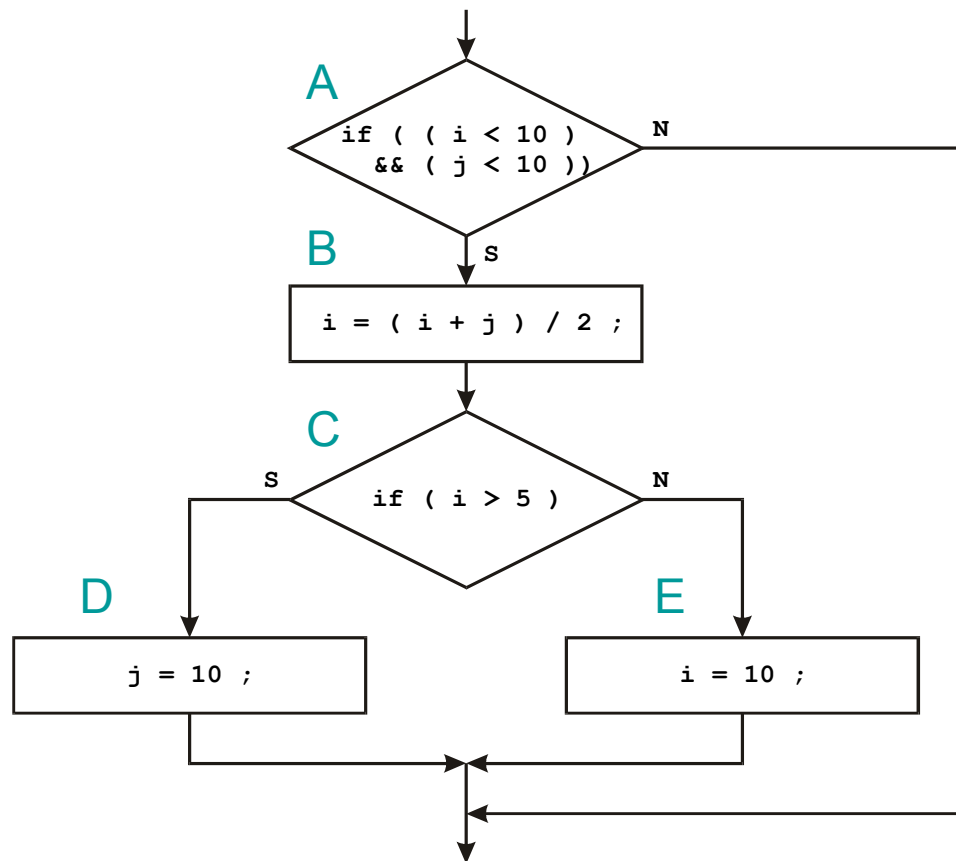 A
if ( ( i < 10 )
&& ( j < 10 ))
N
S
B
i = ( i + j ) / 2 ;
C
S
if ( i > 5 )
N
D
j = 10 ;
E
i = 10 ;